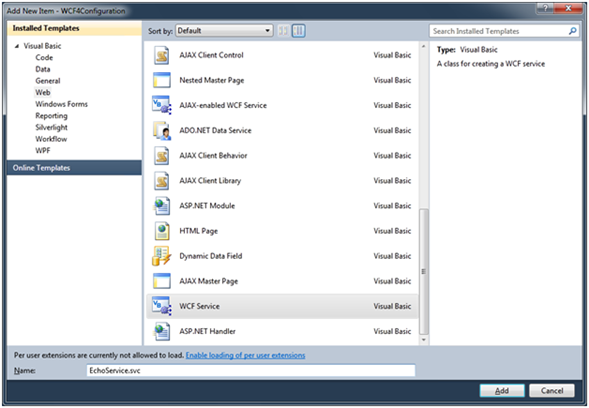 Add New Item - WCF4Configuration
Installed Templates
Visual Basic
Code
Data
General
Web
Windows Forms
Reporting
Silverlight
Workflow
WPF
Online Templates
Sort by: Default
AJAX Client Control Visual Basic
Nested Master Page Visual Basic
AJAX-enabled WCF Service Visual Basic
ADO.NET Data Service Visual Basic
AJAX Client Behavior Visual Basic
AJAX Client Library Visual Basic
ASP.NET Module Visual Basic
HTML Page Visual Basic
Dynamic Data Field Visual Basic
AJAX Master Page Visual Basic
WCF Service Visual Basic
ASP.NET Handler Visual Basic
Search Installed Templates
Type: Visual Basic
A class for creating a WCF service
Per user extensions are currently not allowed to load. Enable loading of per user extensions
Name: EchoService.svc
Add Cancel